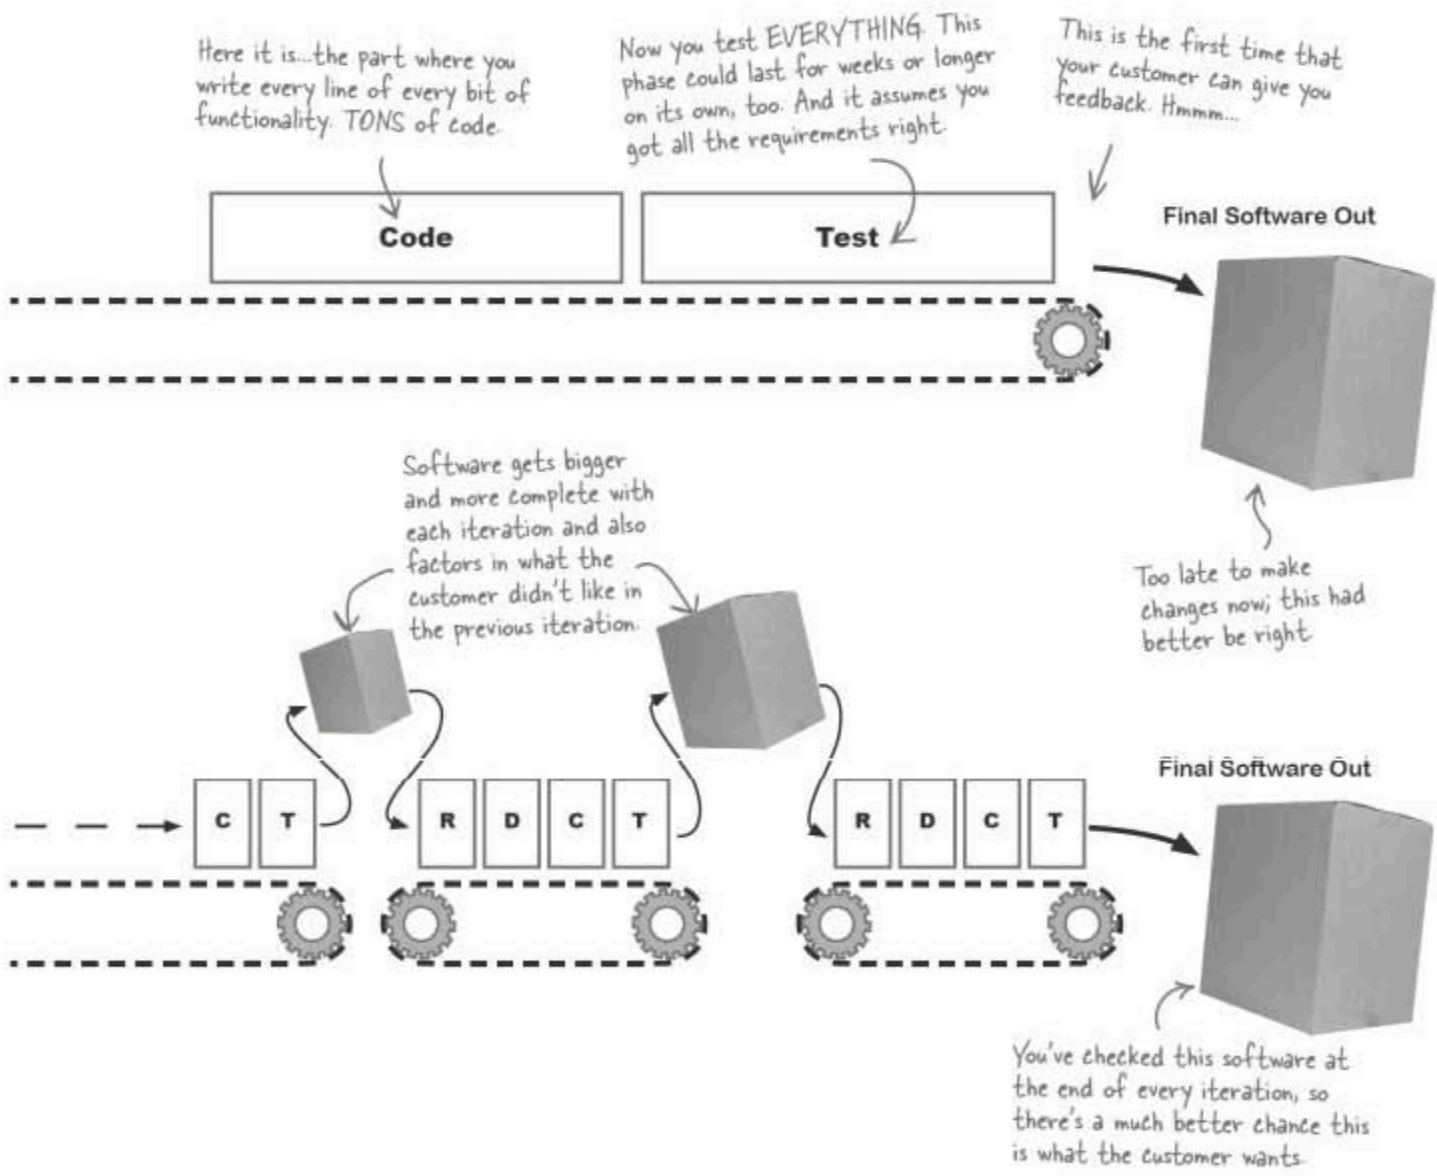 Here it is...the part where you
write every line of every bit of
functionality. TONS of code.
Now you test EVERYTHING. This
phase could last for weeks or longer
on its own, too. And it assumes you
got all the requirements right.
This is the first time that
your customer can give you
feedback. Hmmm...
Code
Test
Final Software Out
Too late to make
changes now; this had
better be right
Software gets bigger
and more complete with
each iteration and also
factors in what the
customer didn't like in
the previous iteration.
C T R D C T R D C T
Final Software Out
You've checked this software at
the end of every iteration, so
there's a much better chance this
is what the customer wants.